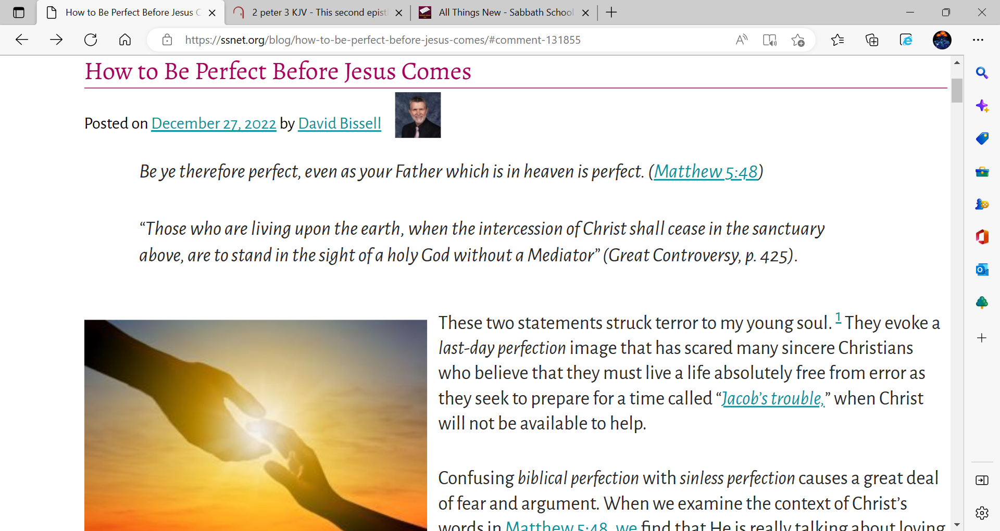 How to Be Perfect Before Jesus C
2 peter 3 KJV - This second epist
All Things New - Sabbath School
https://ssnet.org/blog/how-to-be-perfect-before-jesus-comes/#comment-131855
How to Be Perfect Before Jesus Comes
Posted on December 27, 2022 by David Bissell
Be ye therefore perfect, even as your Father which is in heaven is perfect. (Matthew 5:48)
“Those who are living upon the earth, when the intercession of Christ shall cease in the sanctuary
above, are to stand in the sight of a holy God without a Mediator” (Great Controversy, p. 425).
These two statements struck terror to my young soul. 1 They evoke a
last-day perfection image that has scared many sincere Christians
who believe that they must live a life absolutely free from error as
they seek to prepare for a time called “Jacob’s trouble,” when Christ
will not be available to help.
Confusing biblical perfection with sinless perfection causes a great deal
of fear and argument. When we examine the context of Christ’s
words in Matthew 5:48, we find that He is really talking about loving